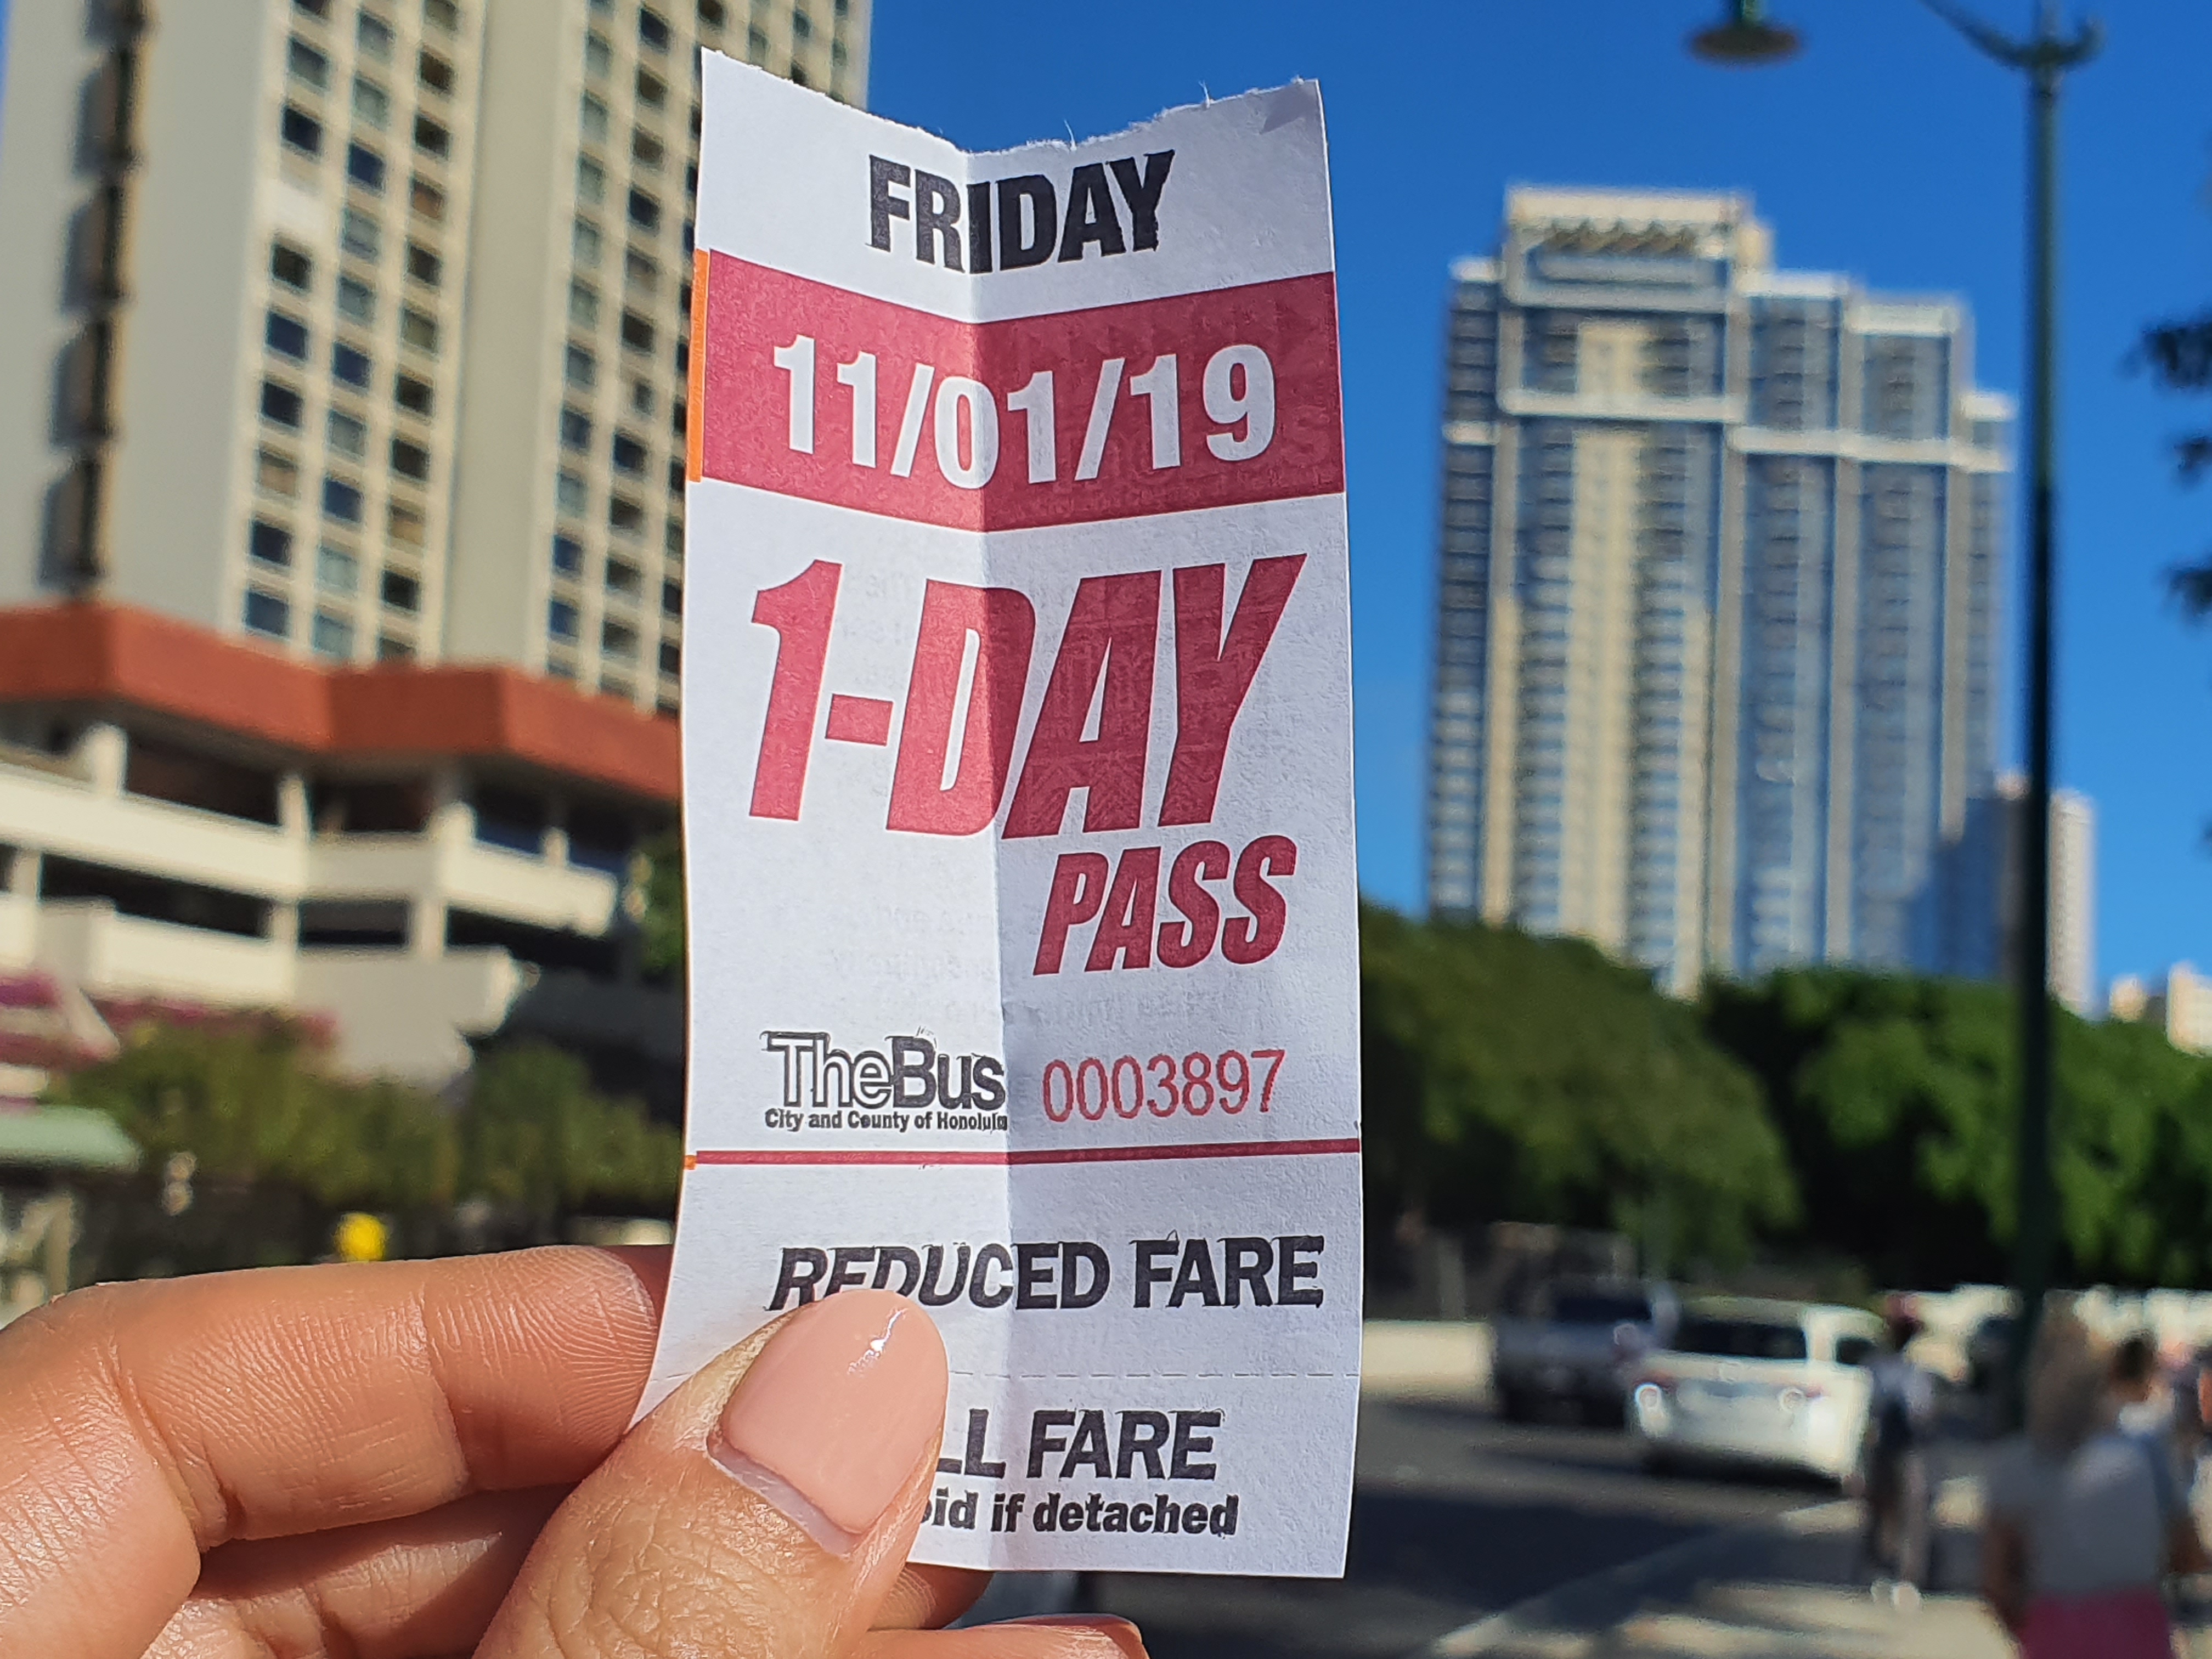 FRIDAY
11/01/19
1-DAY
PASS
TheBus
City and County of Honolulu
0003897
REDUCED FARE
LL FARE
if detached